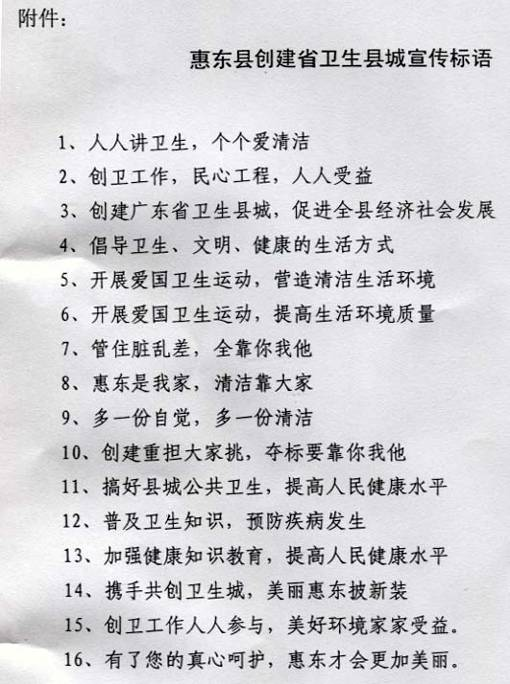 附件：
惠东县创建省卫生县城宣传标语
1、人人讲卫生，个个爱清洁
2、创卫工作，民心工程，人人受益
3、创建广东省卫生县城，促进全县经济社会发展
4、倡导卫生、文明、健康的生活方式
5、开展爱国卫生运动，营造清洁生活环境
6、开展爱国卫生运动，提高生活环境质量
7、管住脏乱差，全靠你我他
8、惠东是我家，清洁靠大家
9、多一份自觉，多一份清洁
10、创建重担大家挑，夺标要靠你我他
11、搞好县城公共卫生，提高人民健康水平
12、普及卫生知识，预防疾病发生
13、加强健康知识教育，提高人民健康水平
14、携手共创卫生城，美丽惠东披新装
15、创卫工作人人参与，美好环境家家受益。
16、有了您的真心呵护，惠东才会更加美丽。